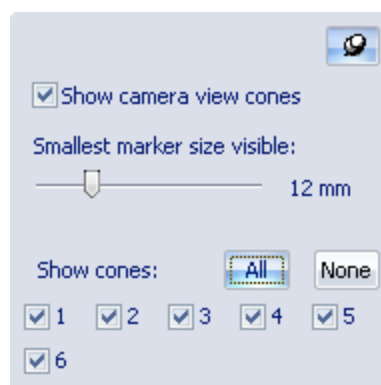 Show camera view cones
Smallest marker size visible:
12 mm
Show cones: All None
1 2 3 4 5
6